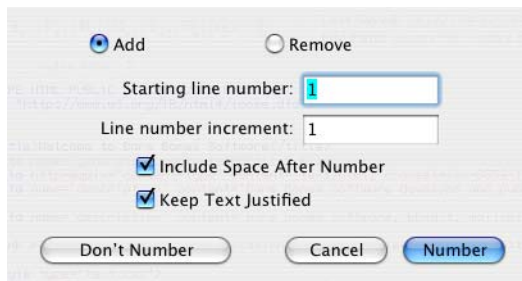 Add Remove
Starting line number: 1
Line number increment: 1
Include Space After Number
Keep Text Justified
Don't Number Cancel Number